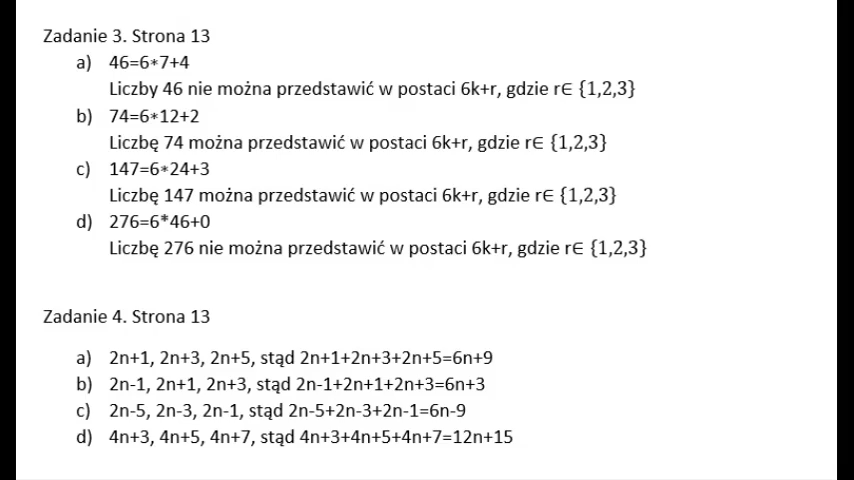 Zadanie 3. Strona 13
a) 46=6*7+4
Liczby 46 nie można przedstawić w postaci 6k+r, gdzie r∈ {1,2,3}
b) 74=6*12+2
Liczbę 74 można przedstawić w postaci 6k+r, gdzie r∈ {1,2,3}
c) 147=6*24+3
Liczbę 147 można przedstawić w postaci 6k+r, gdzie r∈ {1,2,3}
d) 276=6*46+0
Liczbę 276 nie można przedstawić w postaci 6k+r, gdzie r∈ {1,2,3}
Zadanie 4. Strona 13
a) 2n+1, 2n+3, 2n+5, stąd 2n+1+2n+3+2n+5=6n+9
b) 2n-1, 2n+1, 2n+3, stąd 2n-1+2n+1+2n+3=6n+3
c) 2n-5, 2n-3, 2n-1, stąd 2n-5+2n-3+2n-1=6n-9
d) 4n+3, 4n+5, 4n+7, stąd 4n+3+4n+5+4n+7=12n+15